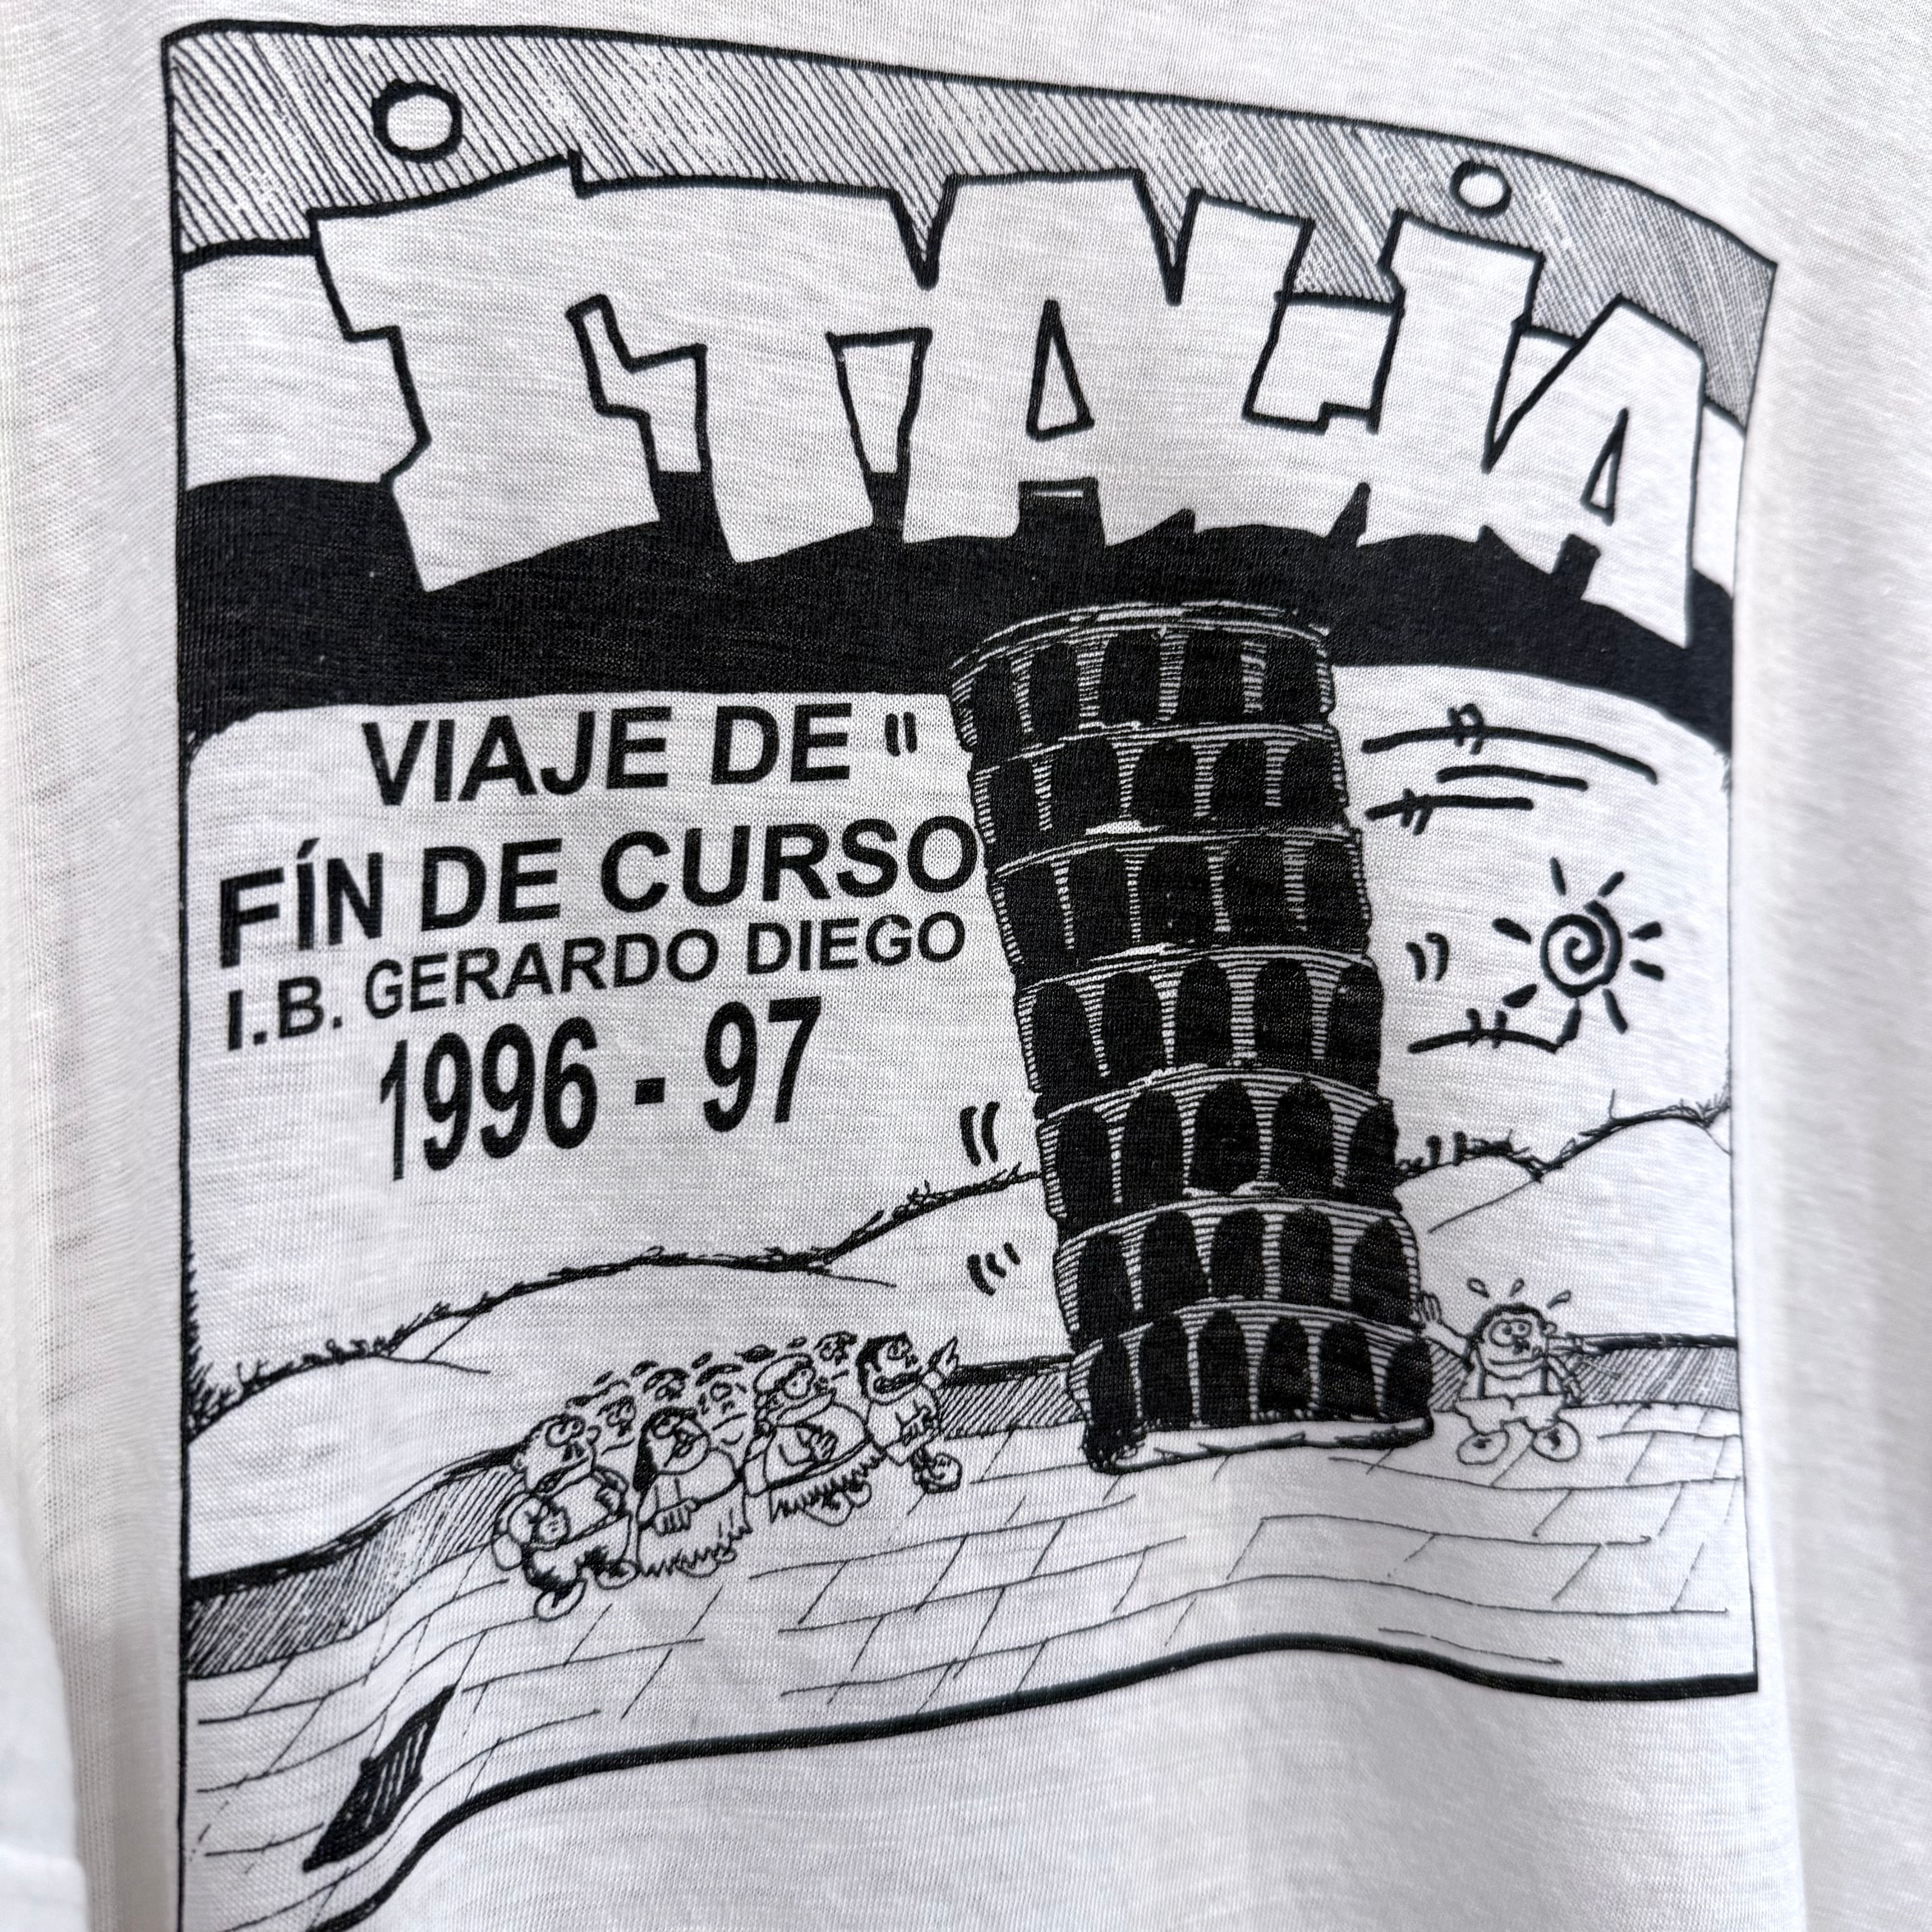 iTALiA
VIAJE DE
FÍN DE CURSO
I.B. GERARDO DIEGO
1996 - 97